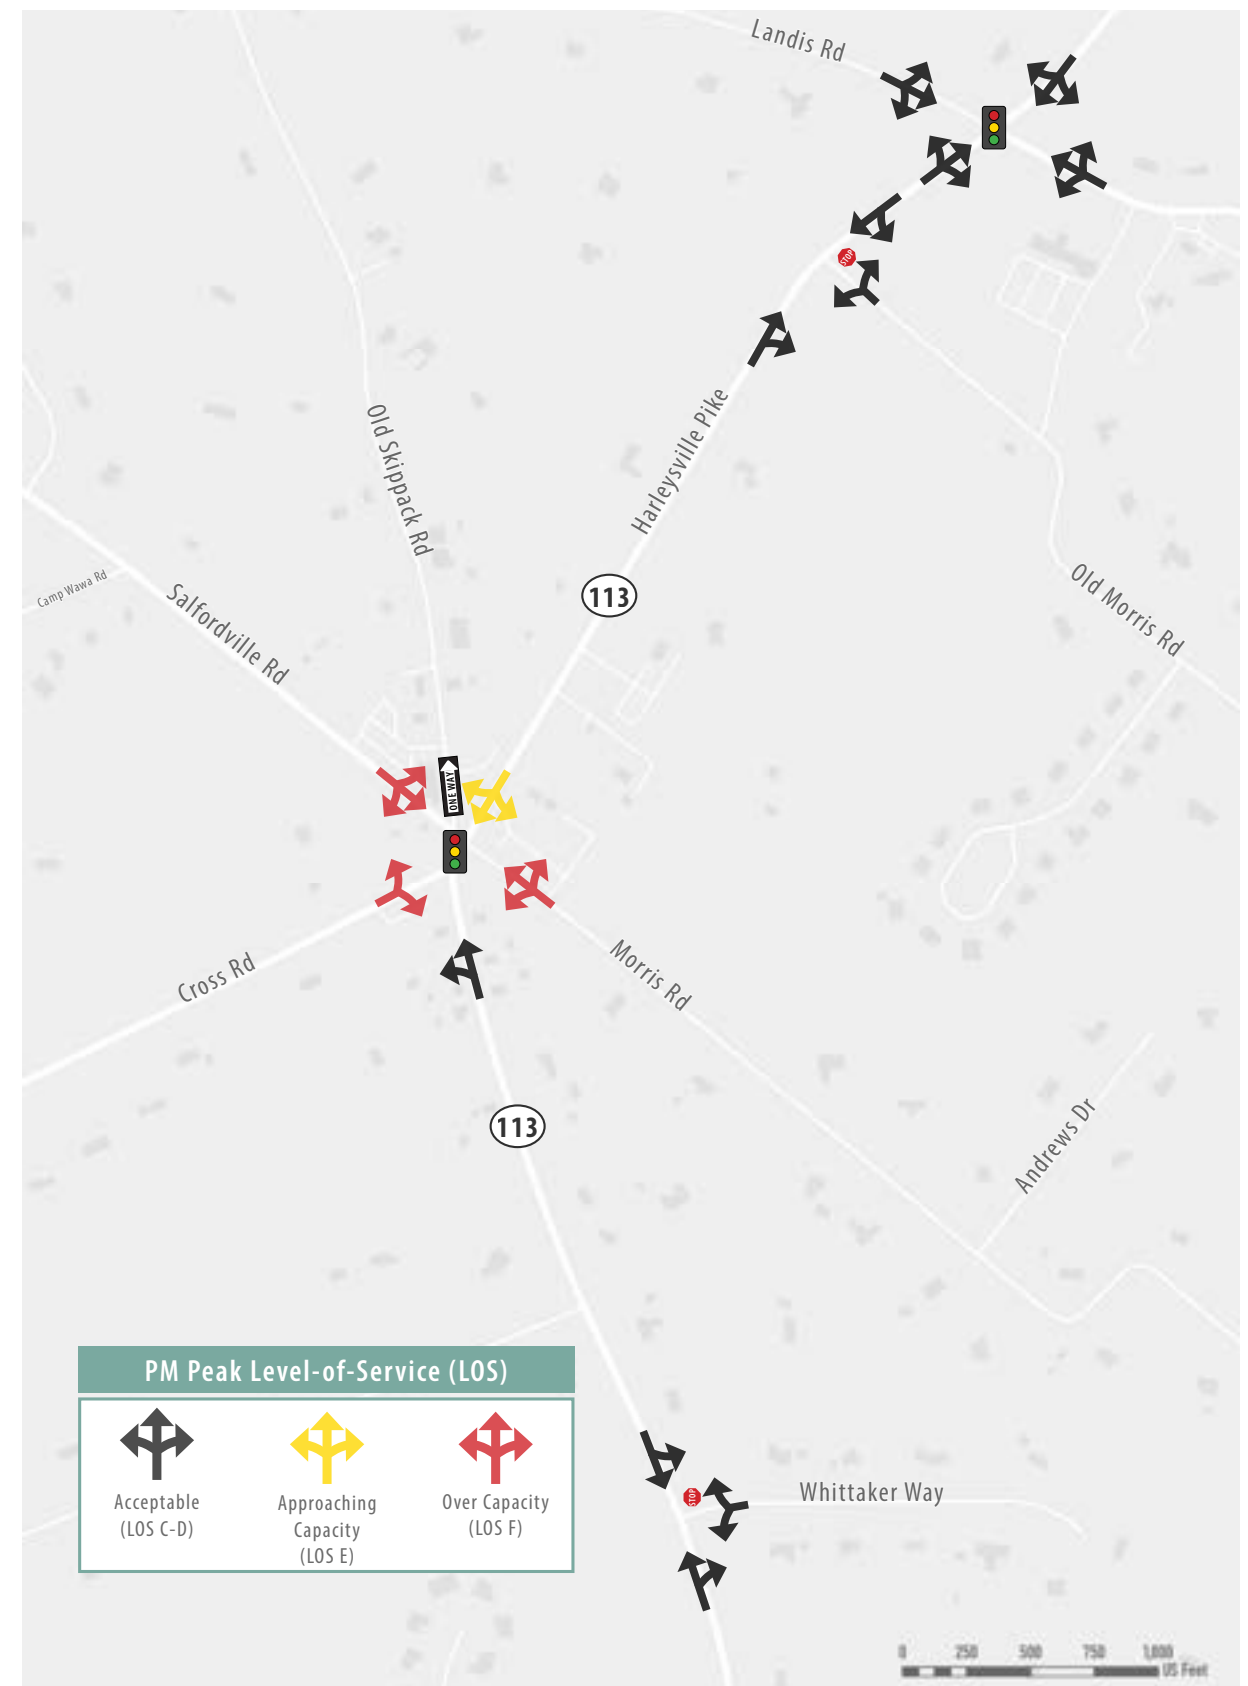 Landis Rd
STOP
Harleysville Pike
Old Skippack Rd
113
Camp Wawa Rd
Salfordville Rd
Old Morris Rd
ONE WAY
Cross Rd
Morris Rd
113
Andrews Dr
PM Peak Level-of-Service (LOS)
Acceptable
(LOS C-D)
Approaching
Capacity
(LOS E)
Over Capacity
(LOS F)
STOP
Whittaker Way
0 250 500 750 1,000
US Feet